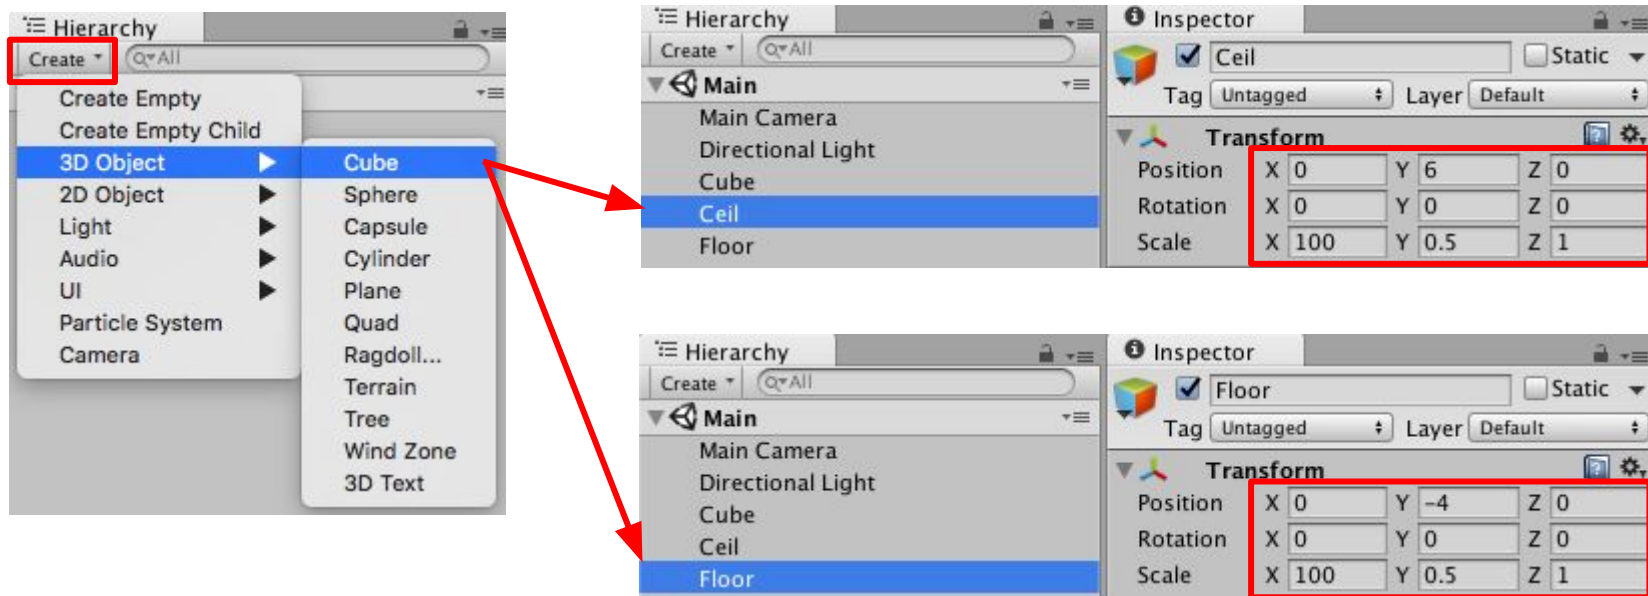 Hierarchy
Create
All
Create Empty
Create Empty Child
3D Object
2D Object
Light
Audio
UI
Particle System
Camera
Cube
Sphere
Capsule
Cylinder
Plane
Quad
Ragdoll...
Terrain
Tree
Wind Zone
3D Text
Hierarchy
Create
All
Main
Main Camera
Directional Light
Cube
Ceil
Floor
Inspector
Ceil
Static
Tag Untagged Layer Default
Transform
Position X 0 Y 6 Z 0
Rotation X 0 Y 0 Z 0
Scale X 100 Y 0.5 Z 1
Hierarchy
Create
All
Main
Main Camera
Directional Light
Cube
Ceil
Floor
Inspector
Floor
Static
Tag Untagged Layer Default
Transform
Position X 0 Y -4 Z 0
Rotation X 0 Y 0 Z 0
Scale X 100 Y 0.5 Z 1